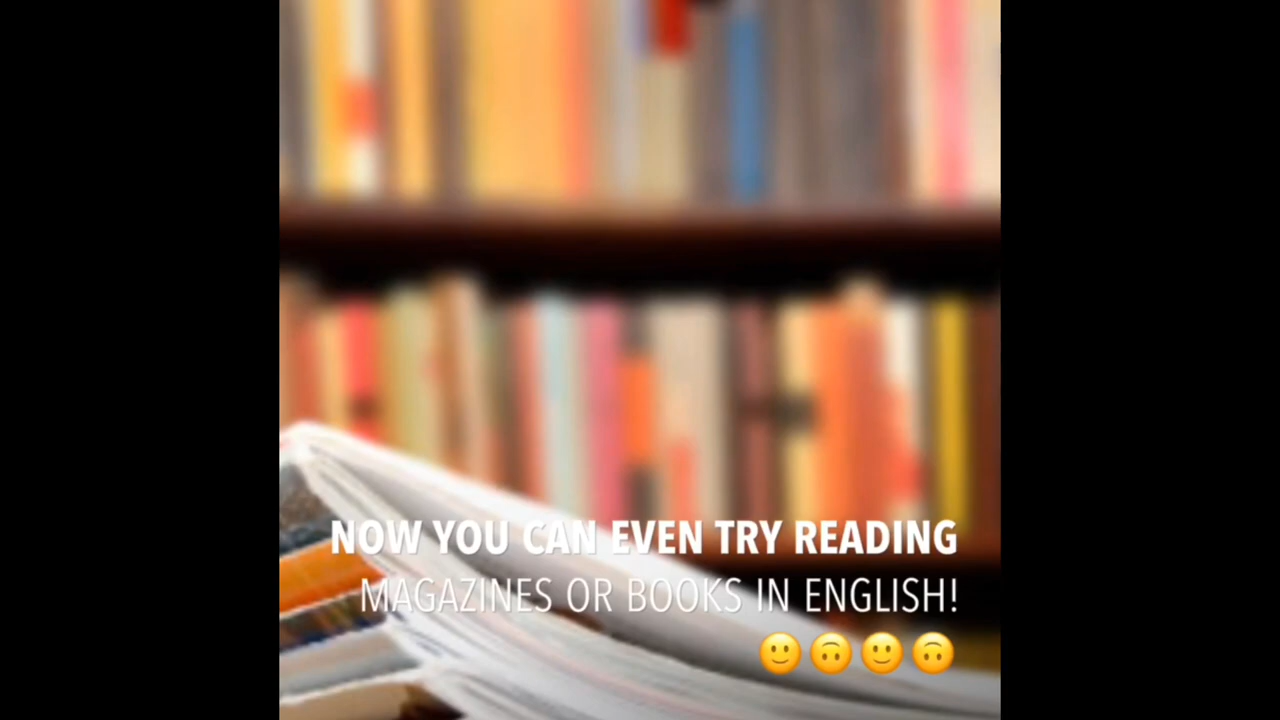 NOW YOU CAN EVEN TRY READING
MAGAZINES OR BOOKS IN ENGLISH!
🙂🙃🙂🙃